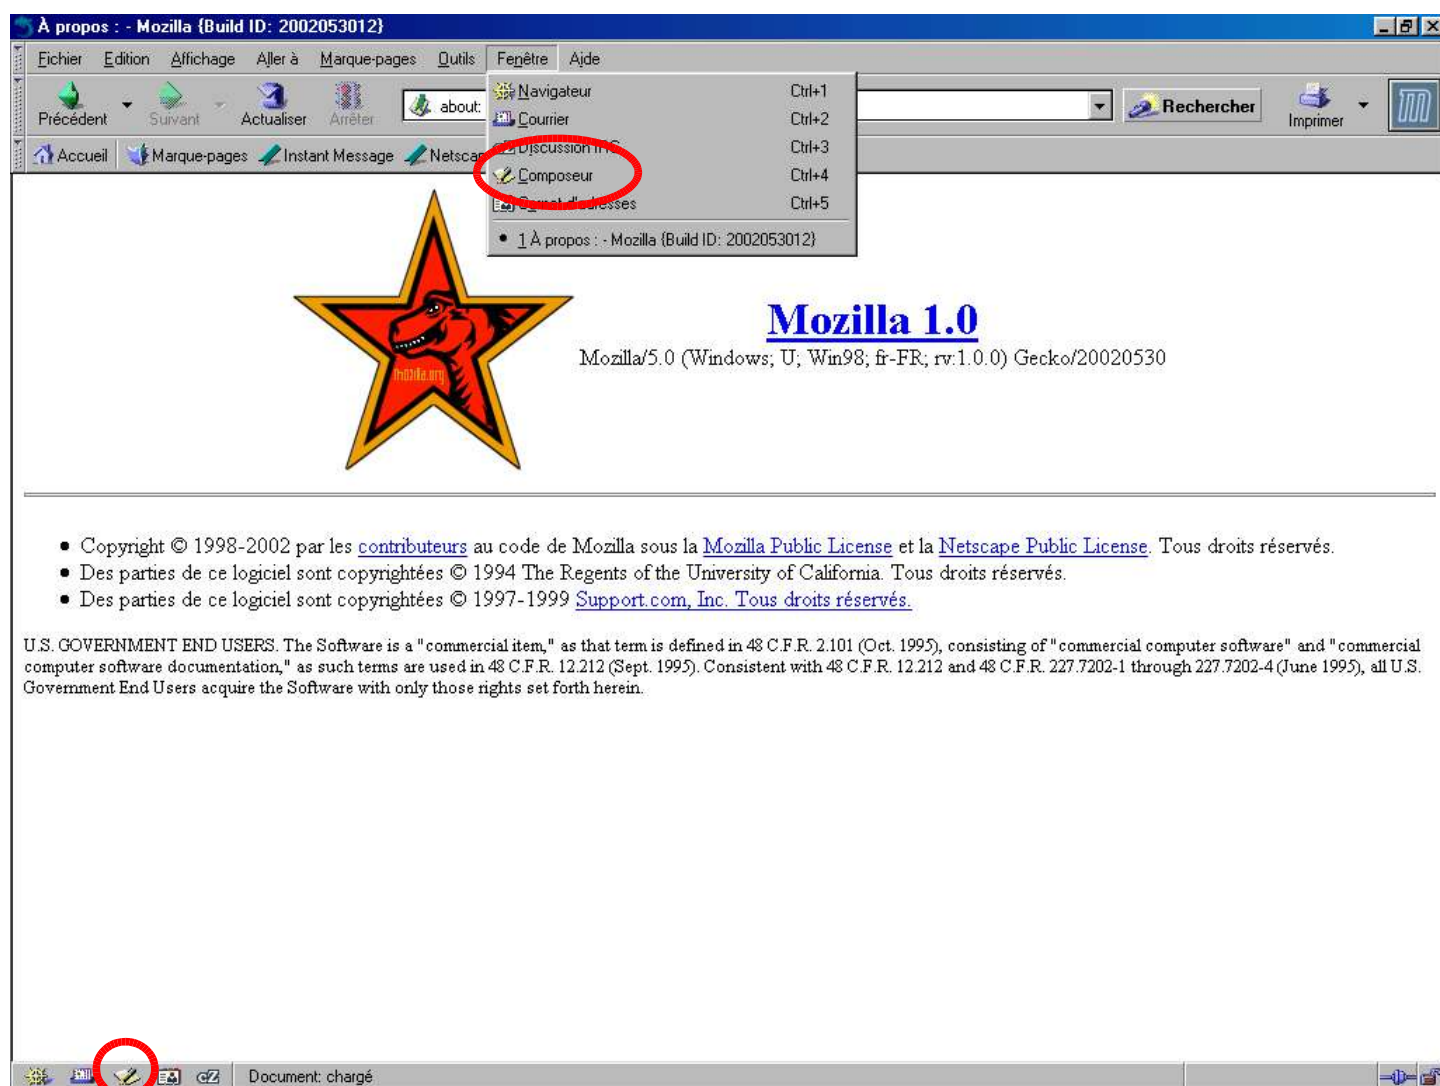 À propos : - Mozilla {Build ID: 2002053012}
Fichier Edition Affichage Aller à Marque-pages Outils Fenêtre Aide
Précédent Suivant Actualiser Arrêter about: Rechercher Imprimer
Accueil Marque-pages Instant Message Netscap
Navigateur Ctrl+1
Courrier Ctrl+2
Discussion IRC Ctrl+3
Composeur Ctrl+4
Carnet d'adresses Ctrl+5
1 À propos : - Mozilla {Build ID: 2002053012}
mozilla.org
Mozilla 1.0
Mozilla/5.0 (Windows; U; Win98; fr-FR; rv:1.0.0) Gecko/20020530
• Copyright © 1998-2002 par les contributeurs au code de Mozilla sous la Mozilla Public License et la Netscape Public License. Tous droits réservés.
• Des parties de ce logiciel sont copyrightées © 1994 The Regents of the University of California. Tous droits réservés.
• Des parties de ce logiciel sont copyrightées © 1997-1999 Support.com, Inc. Tous droits réservés.
U.S. GOVERNMENT END USERS. The Software is a "commercial item," as that term is defined in 48 C.F.R. 2.101 (Oct. 1995), consisting of "commercial computer software" and "commercial
computer software documentation," as such terms are used in 48 C.F.R. 12.212 (Sept. 1995). Consistent with 48 C.F.R. 12.212 and 48 C.F.R. 227.7202-1 through 227.7202-4 (June 1995), all U.S.
Government End Users acquire the Software with only those rights set forth herein.
cZ Document: chargé